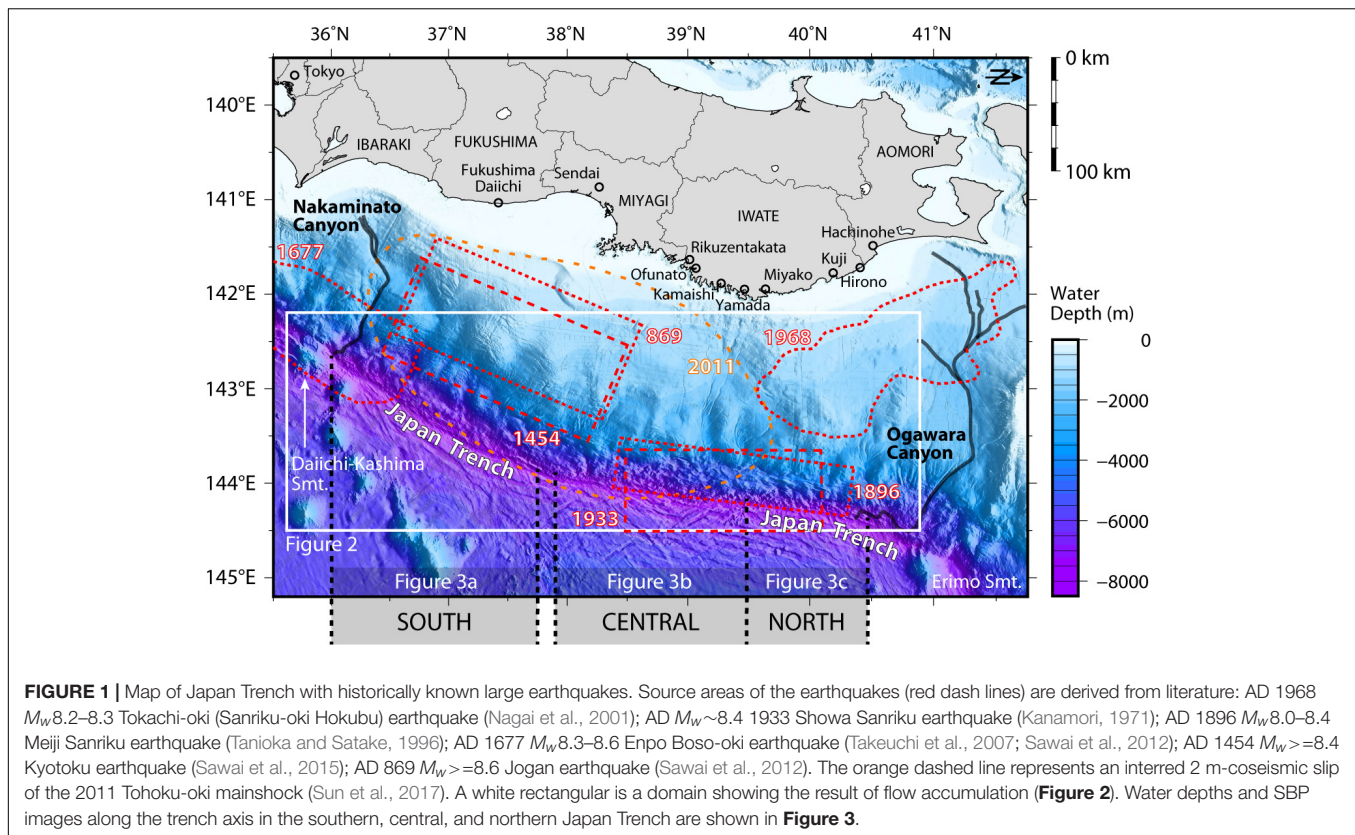 36°N 37°N 38°N 39°N 40°N 41°N
Tokyo
N
0 km
100 km
140°E
141°E
142°E
143°E
144°E
145°E
IBARAKI
FUKUSHIMA
Fukushima
Daiichi
Sendai
MIYAGI
IWATE
AOMORI
Hachinohe
Kuji
Hirono
Rikuzentakata
Ofunato
Kamaishi
Yamada
Miyako
Nakaminato
Canyon
1677
869
1968
2011
1454
1933
1896
Japan Trench
Japan Trench
Ogawara
Canyon
Daiichi-Kashima
Smt.
Erimo Smt.
Figure 2
Figure 3a
Figure 3b
Figure 3c
SOUTH
CENTRAL
NORTH
Water
Depth (m)
0
−2000
−4000
−6000
−8000
FIGURE 1 | Map of Japan Trench with historically known large earthquakes. Source areas of the earthquakes (red dash lines) are derived from literature: AD 1968
Mw8.2–8.3 Tokachi-oki (Sanriku-oki Hokubu) earthquake (Nagai et al., 2001); AD Mw∼8.4 1933 Showa Sanriku earthquake (Kanamori, 1971); AD 1896 Mw8.0–8.4
Meiji Sanriku earthquake (Tanioka and Satake, 1996); AD 1677 Mw8.3–8.6 Enpo Boso-oki earthquake (Takeuchi et al., 2007; Sawai et al., 2012); AD 1454 Mw>=8.4
Kyotoku earthquake (Sawai et al., 2015); AD 869 Mw>=8.6 Jogan earthquake (Sawai et al., 2012). The orange dashed line represents an interred 2 m-coseismic slip
of the 2011 Tohoku-oki mainshock (Sun et al., 2017). A white rectangular is a domain showing the result of flow accumulation (Figure 2). Water depths and SBP
images along the trench axis in the southern, central, and northern Japan Trench are shown in Figure 3.